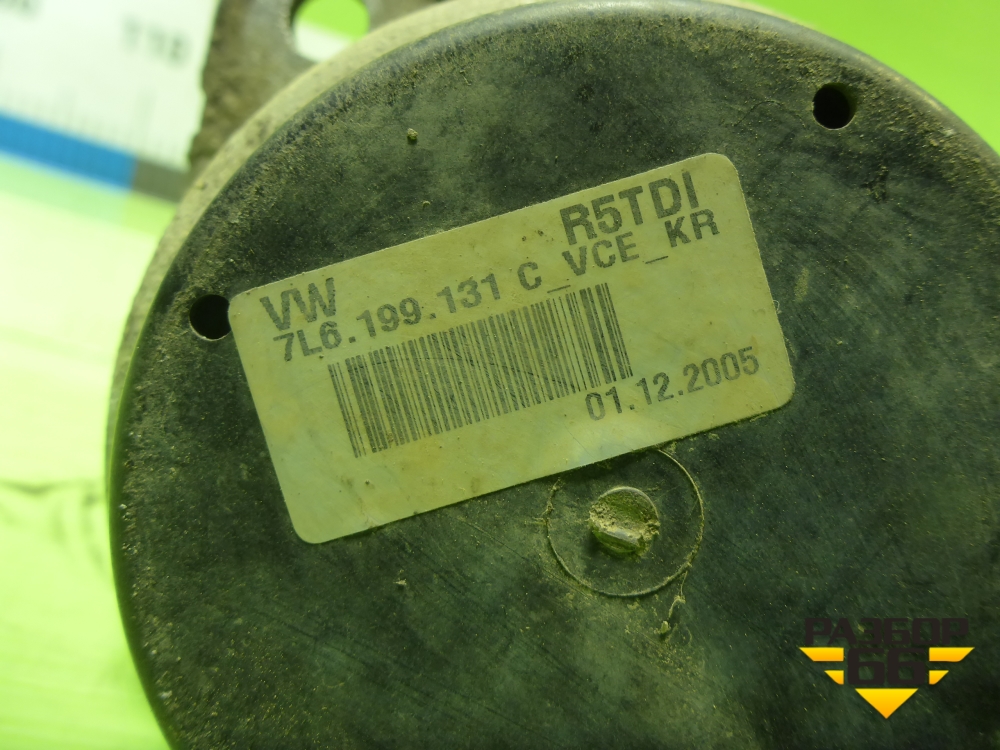 R5TDI
VW
7L6.199.131 C_VCE_KR
01.12.2005
РАЗБОР
66